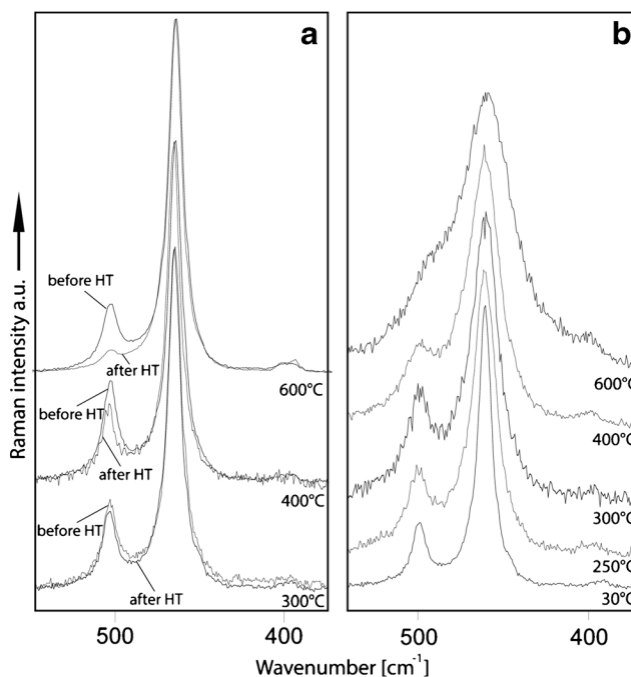 a
b
Raman intensity a.u.
before HT
after HT
600°C
before HT
after HT
400°C
before HT
after HT
300°C
600°C
400°C
300°C
250°C
30°C
500
400
500
400
Wavenumber [cm⁻¹]